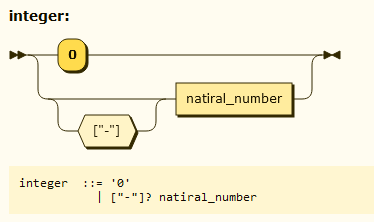 integer:
0
["-"]
natiral_number
integer ::= '0'
| ["-"]? natiral_number